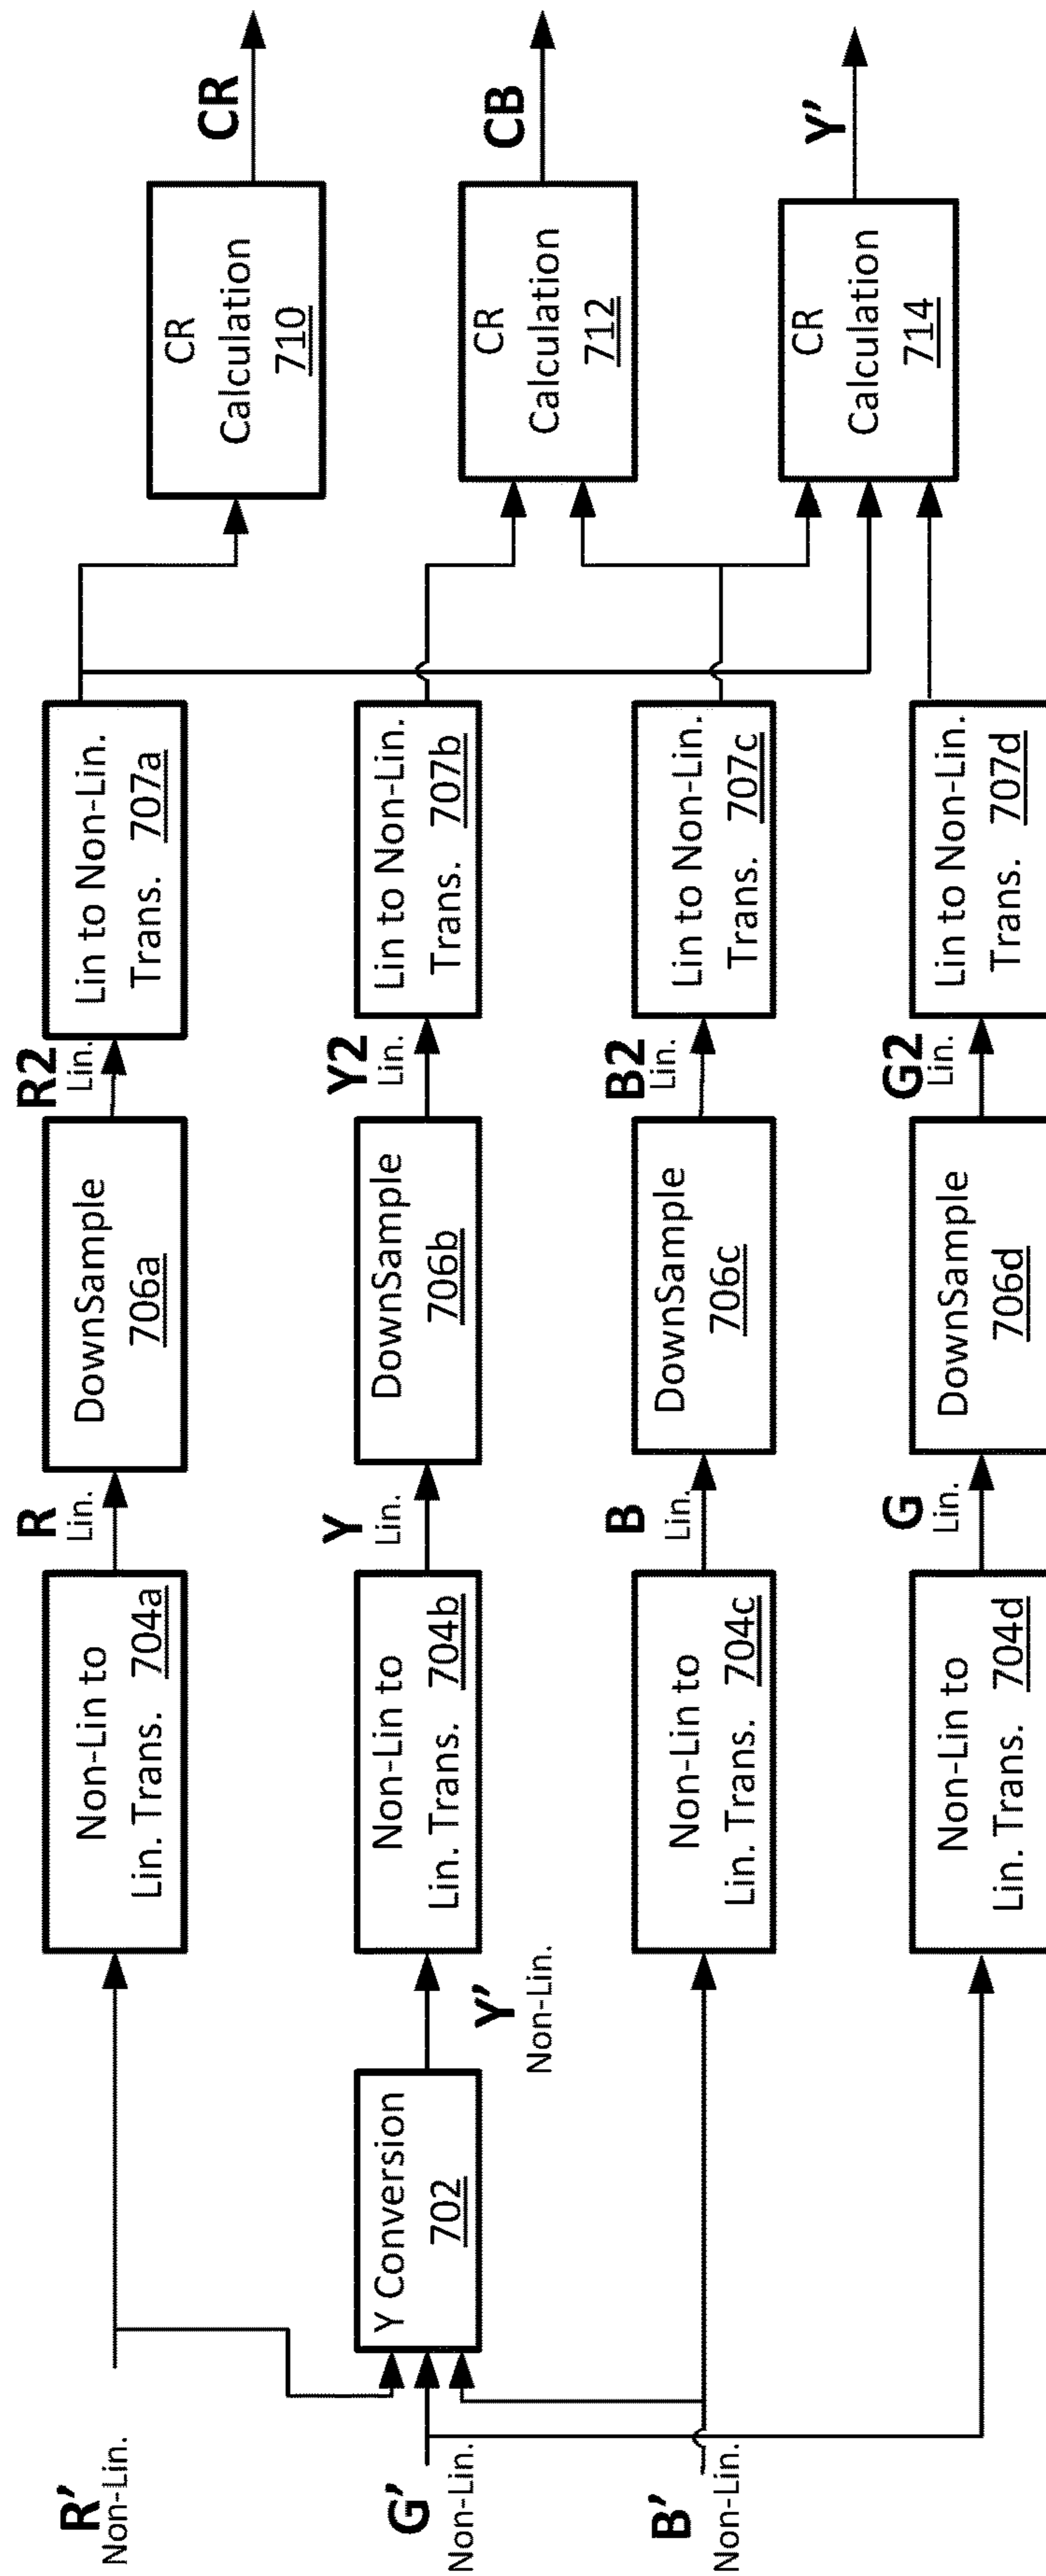 R'
Non-Lin.
Non-Lin to
Lin. Trans. 704a
R
Lin.
DownSample
706a
R2
Lin.
Lin to Non-Lin.
Trans. 707a
CR
Calculation
710
CR
G'
Non-Lin.
Y Conversion
702
Y'
Non-Lin.
Non-Lin to
Lin. Trans. 704b
Y
Lin.
DownSample
706b
Y2
Lin.
Lin to Non-Lin.
Trans. 707b
CR
Calculation
712
CB
B'
Non-Lin.
Non-Lin to
Lin. Trans. 704c
B
Lin.
DownSample
706c
B2
Lin.
Lin to Non-Lin.
Trans. 707c
CR
Calculation
714
Y'
Non-Lin to
Lin. Trans. 704d
G
Lin.
DownSample
706d
G2
Lin.
Lin to Non-Lin.
Trans. 707d